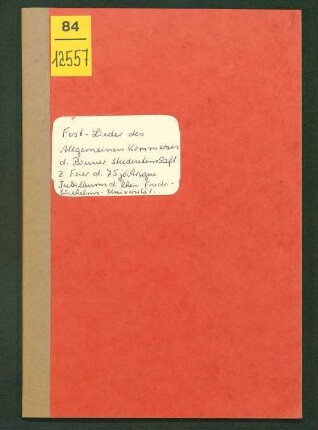 84
12557
Fest-Lieder des
Allgemeinen Kommerses
d. Bonner Studentenschaft
z. Feier d. 75 jährigen
Jubiläums d. Rhein. Friedr.-
Wilhelms-Universität.